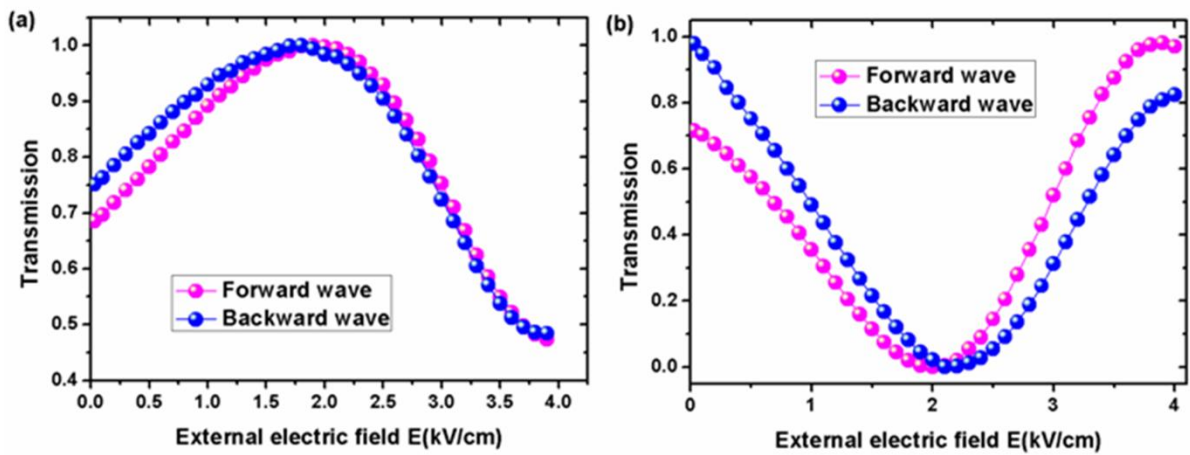 (a)
1.0
0.9
0.8
0.7
0.6
0.5
0.4
Transmission
Forward wave
Backward wave
0.0 0.5 1.0 1.5 2.0 2.5 3.0 3.5 4.0
External electric field E(kV/cm)
(b)
1.0
0.8
0.6
0.4
0.2
0.0
Transmission
Forward wave
Backward wave
0 1 2 3 4
External electric field E(kV/cm)